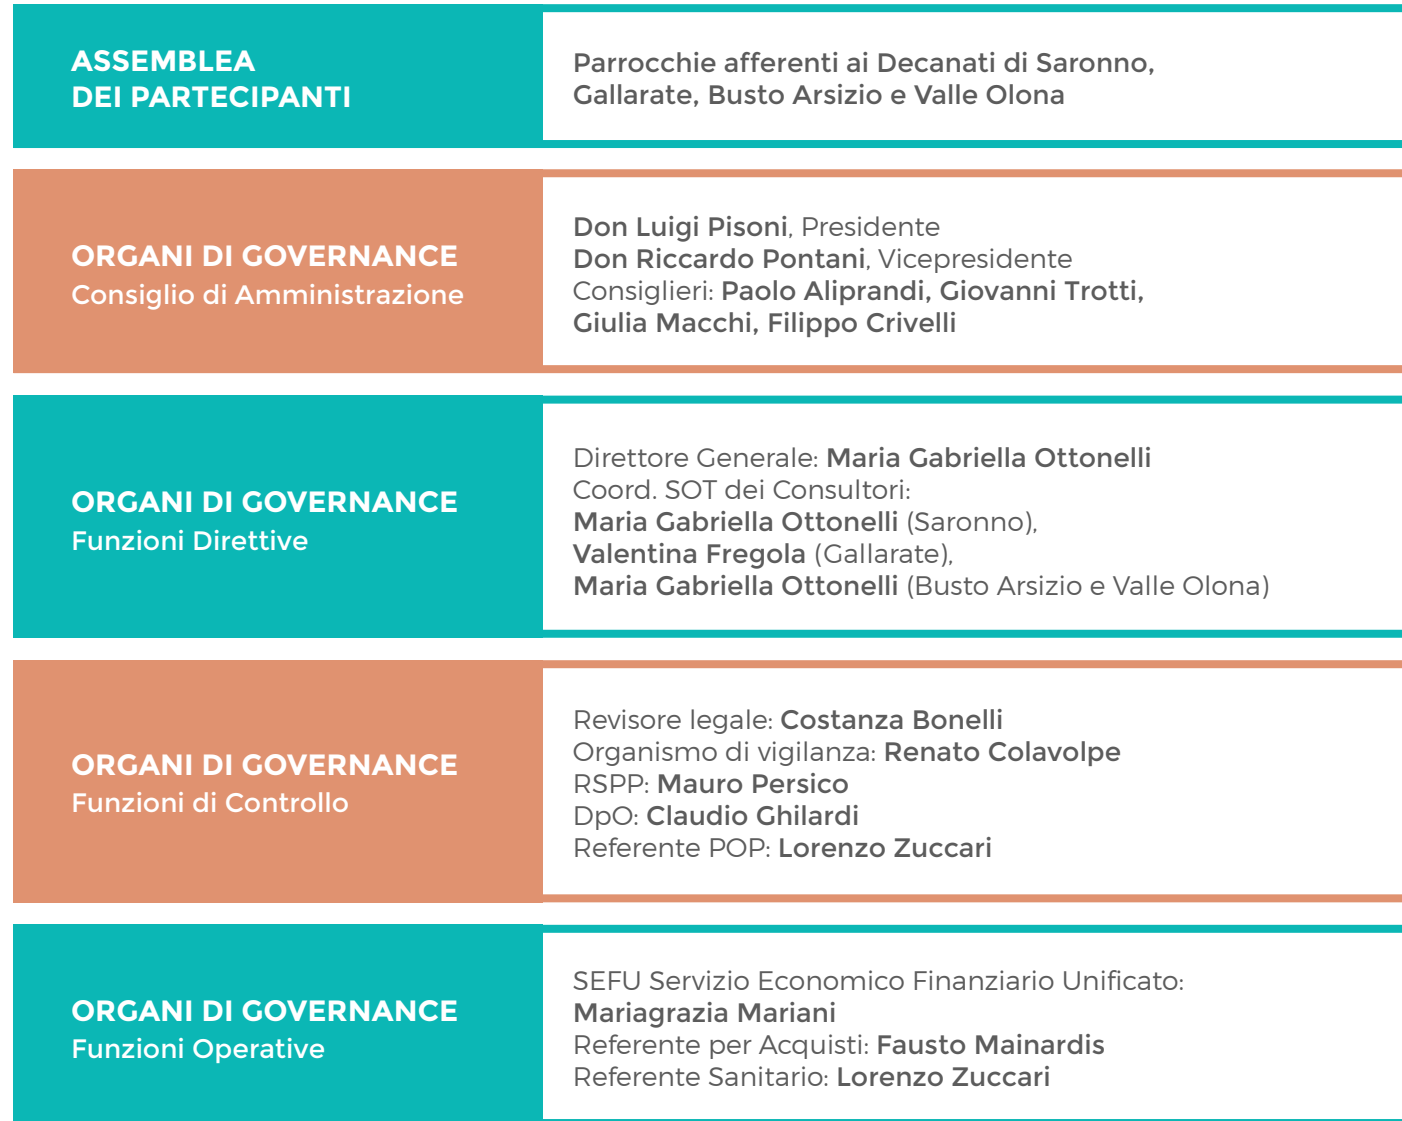 ASSEMBLEA
DEI PARTECIPANTI
Parrocchie afferenti ai Decanati di Saronno,
Gallarate, Busto Arsizio e Valle Olona
ORGANI DI GOVERNANCE
Consiglio di Amministrazione
Don Luigi Pisoni, Presidente
Don Riccardo Pontani, Vicepresidente
Consiglieri: Paolo Aliprandi, Giovanni Trotti,
Giulia Macchi, Filippo Crivelli
ORGANI DI GOVERNANCE
Funzioni Direttive
Direttore Generale: Maria Gabriella Ottonelli
Coord. SOT dei Consultori:
Maria Gabriella Ottonelli (Saronno),
Valentina Fregola (Gallarate),
Maria Gabriella Ottonelli (Busto Arsizio e Valle Olona)
ORGANI DI GOVERNANCE
Funzioni di Controllo
Revisore legale: Costanza Bonelli
Organismo di vigilanza: Renato Colavolpe
RSPP: Mauro Persico
DpO: Claudio Ghilardi
Referente POP: Lorenzo Zuccari
ORGANI DI GOVERNANCE
Funzioni Operative
SEFU Servizio Economico Finanziario Unificato:
Mariagrazia Mariani
Referente per Acquisti: Fausto Mainardis
Referente Sanitario: Lorenzo Zuccari